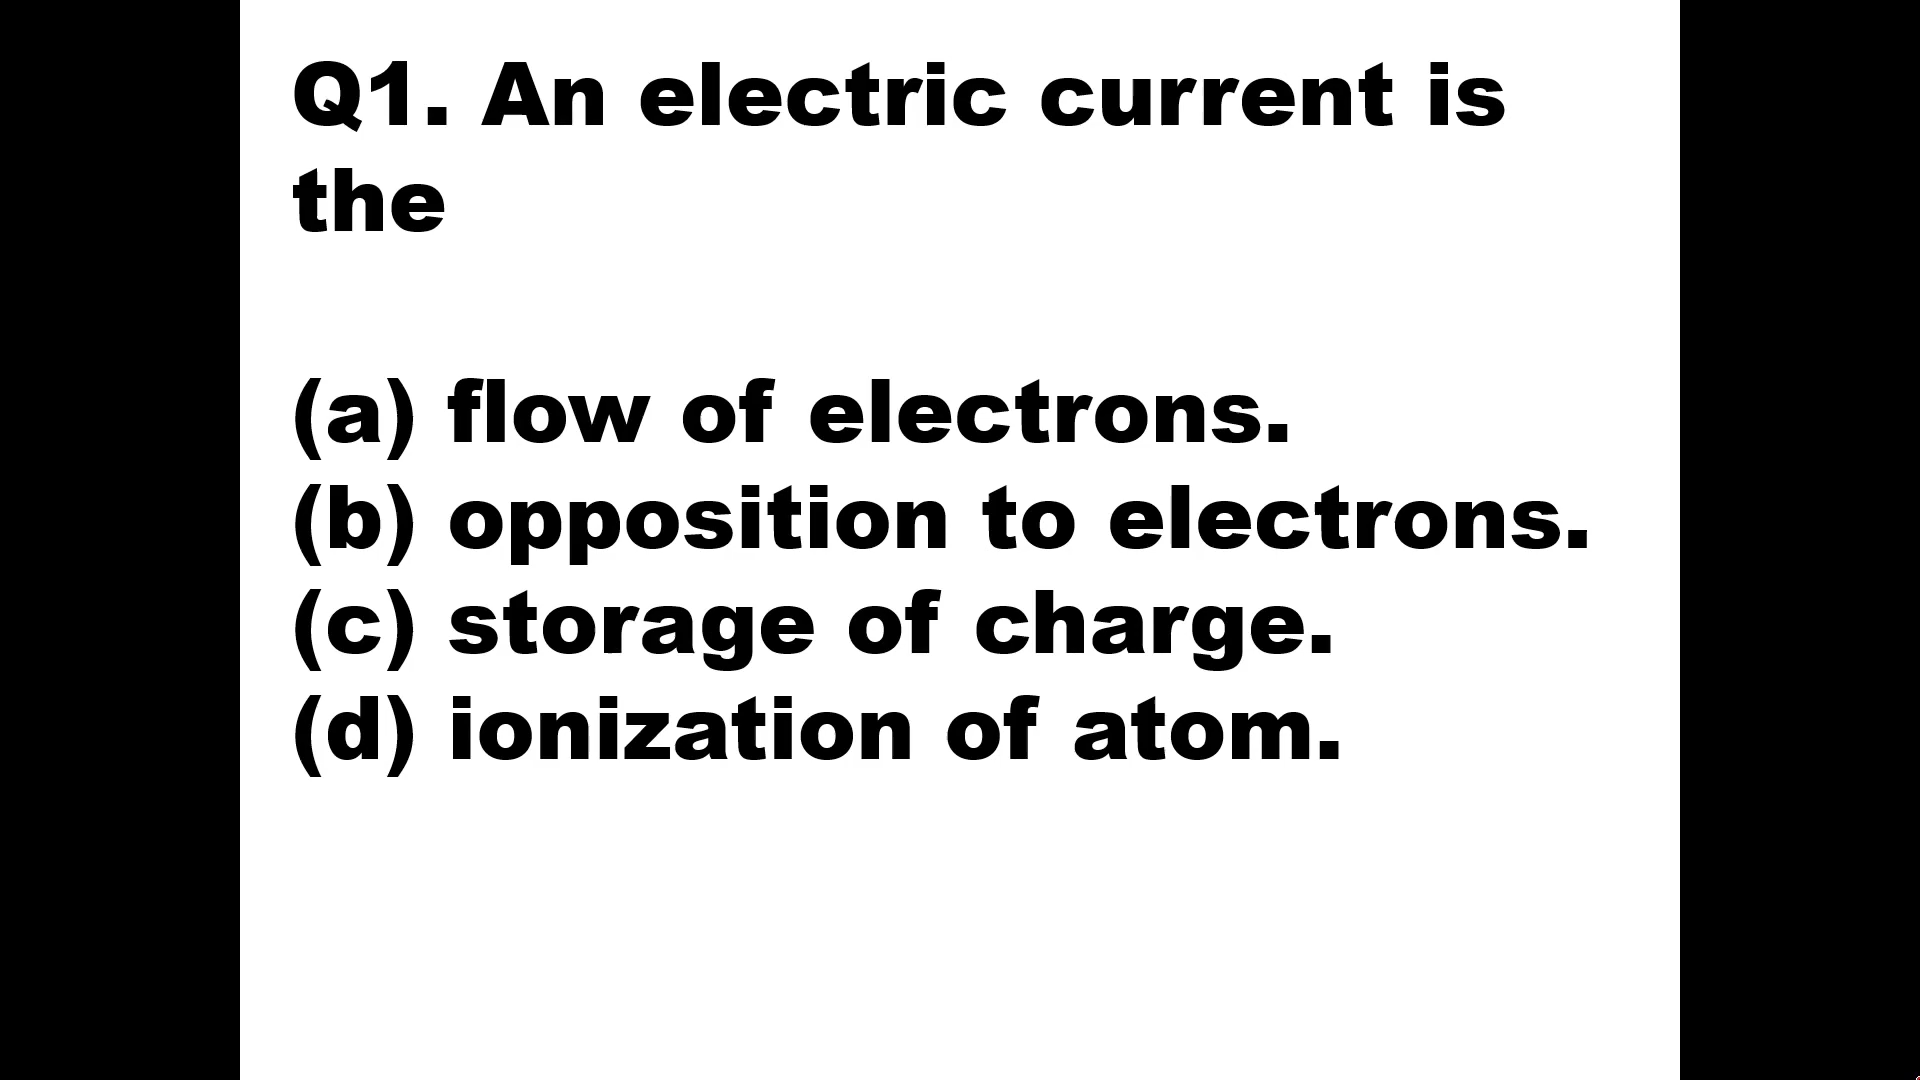 Q1. An electric current is
the
(a) flow of electrons.
(b) opposition to electrons.
(c) storage of charge.
(d) ionization of atom.